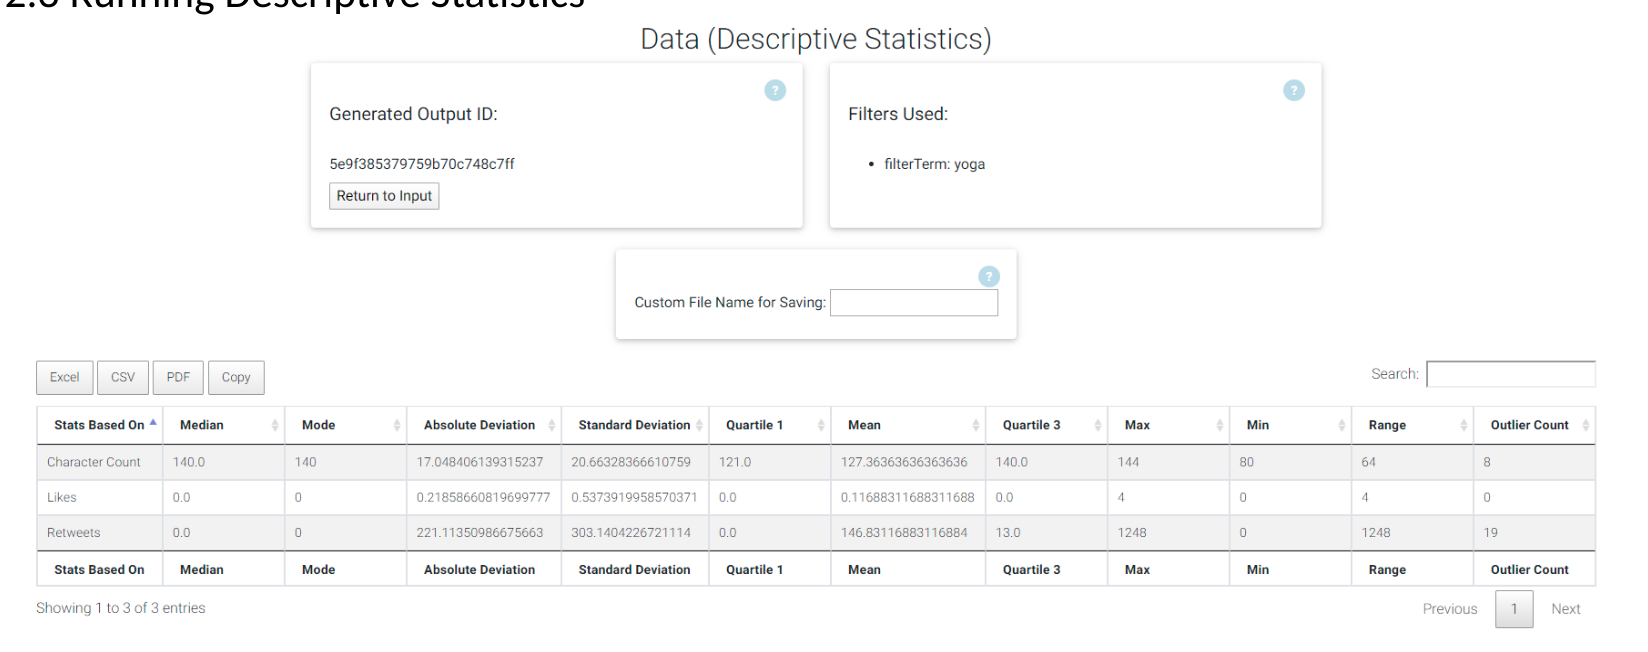 2.6 Running Descriptive Statistics
Data (Descriptive Statistics)
?
Generated Output ID:
5e9f385379759b70c748c7ff
Return to Input
?
Filters Used:
• filterTerm: yoga
?
Custom File Name for Saving:
Excel CSV PDF Copy
Search:
Stats Based On Median Mode Absolute Deviation Standard Deviation Quartile 1 Mean Quartile 3 Max Min Range Outlier Count
Character Count 140.0 140 17.048406139315237 20.66328366610759 121.0 127.36363636363636 140.0 144 80 64 8
Likes 0.0 0 0.21858660819699777 0.5373919958570371 0.0 0.11688311688311688 0.0 4 0 4 0
Retweets 0.0 0 221.11350986675663 303.1404226721114 0.0 146.83116883116884 13.0 1248 0 1248 19
Stats Based On Median Mode Absolute Deviation Standard Deviation Quartile 1 Mean Quartile 3 Max Min Range Outlier Count
Showing 1 to 3 of 3 entries
Previous 1 Next